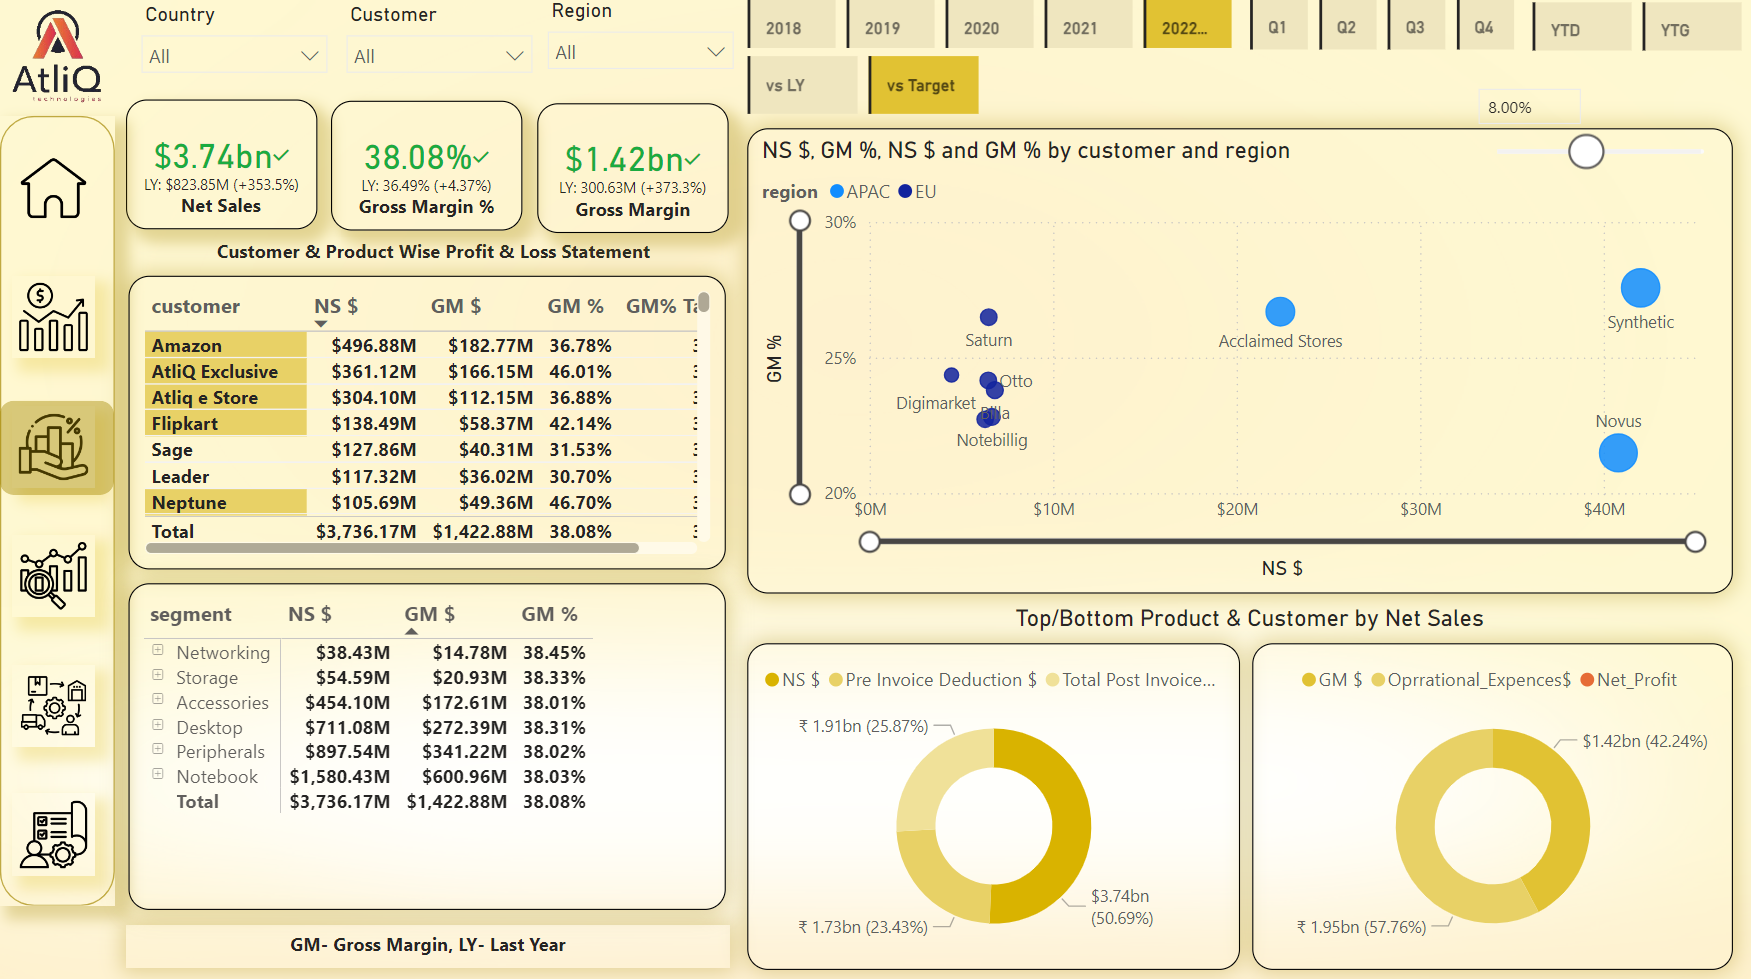 AtliQ
technologies
Country
All
Customer
All
Region
All
2018
2019
2020
2021
2022...
Q1
Q2
Q3
Q4
YTD
YTG
vs LY
vs Target
8.00%
$3.74bn
LY: $823.85M (+353.5%)
Net Sales
38.08%
LY: 36.49% (+4.37%)
Gross Margin %
$1.42bn
LY: 300.63M (+373.3%)
Gross Margin
Customer & Product Wise Profit & Loss Statement
customer NS $ GM $ GM % GM% Ta
Amazon $496.88M $182.77M 36.78% 3
AtliQ Exclusive $361.12M $166.15M 46.01% 3
Atliq e Store $304.10M $112.15M 36.88% 3
Flipkart $138.49M $58.37M 42.14% 3
Sage $127.86M $40.31M 31.53% 3
Leader $117.32M $36.02M 30.70% 3
Neptune $105.69M $49.36M 46.70% 3
Total $3,736.17M $1,422.88M 38.08% 3
segment NS $ GM $ GM %
Networking $38.43M $14.78M 38.45%
Storage $54.59M $20.93M 38.33%
Accessories $454.10M $172.61M 38.01%
Desktop $711.08M $272.39M 38.31%
Peripherals $897.54M $341.22M 38.02%
Notebook $1,580.43M $600.96M 38.03%
Total $3,736.17M $1,422.88M 38.08%
GM- Gross Margin, LY- Last Year
NS $, GM %, NS $ and GM % by customer and region
region APAC EU
GM %
30%
25%
20%
Saturn
Acclaimed Stores
Synthetic
Otto
Digimarket
Billa
Notebillig
Novus
$0M $10M $20M $30M $40M
NS $
Top/Bottom Product & Customer by Net Sales
NS $ Pre Invoice Deduction $ Total Post Invoice...
₹ 1.91bn (25.87%)
$3.74bn
(50.69%)
₹ 1.73bn (23.43%)
GM $ Oprrational_Expences$ Net_Profit
$1.42bn (42.24%)
₹ 1.95bn (57.76%)